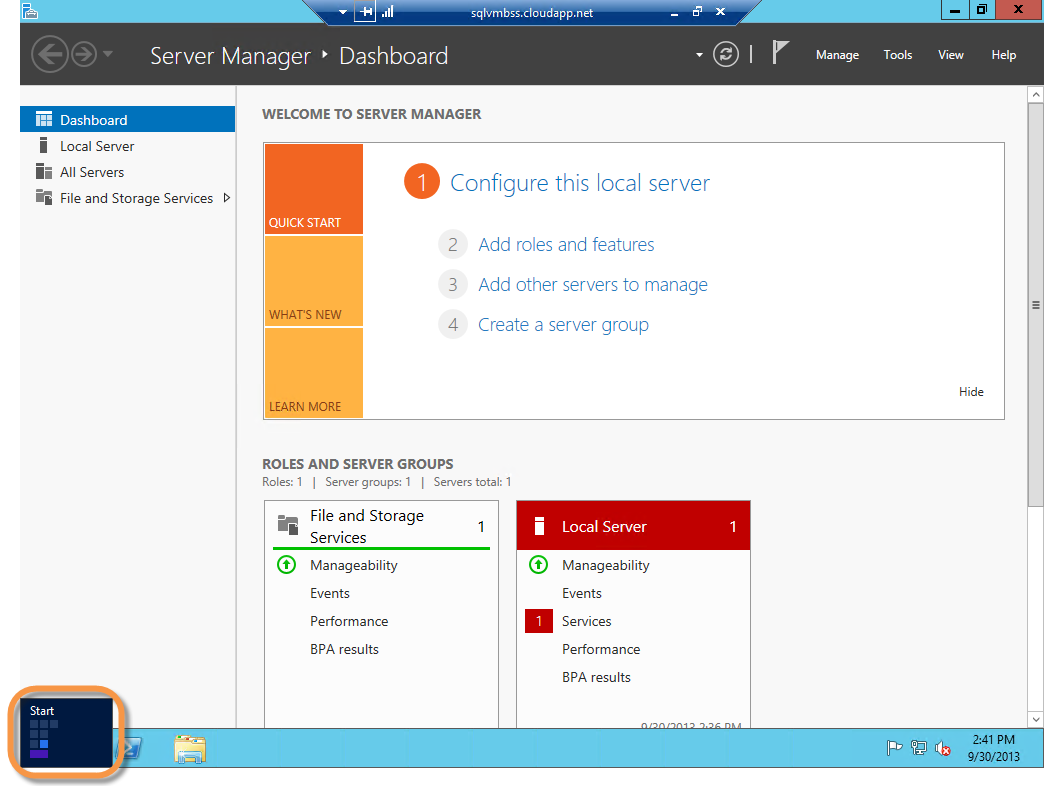 sqlvmbss.cloudapp.net
Server Manager ‣ Dashboard
Manage Tools View Help
Dashboard
Local Server
All Servers
File and Storage Services
WELCOME TO SERVER MANAGER
QUICK START
WHAT'S NEW
LEARN MORE
1 Configure this local server
2 Add roles and features
3 Add other servers to manage
4 Create a server group
Hide
ROLES AND SERVER GROUPS
Roles: 1 | Server groups: 1 | Servers total: 1
File and Storage
Services 1
Manageability
Events
Performance
BPA results
Local Server 1
Manageability
Events
1 Services
Performance
BPA results
9/30/2013 2:36 PM
Start
2:41 PM
9/30/2013